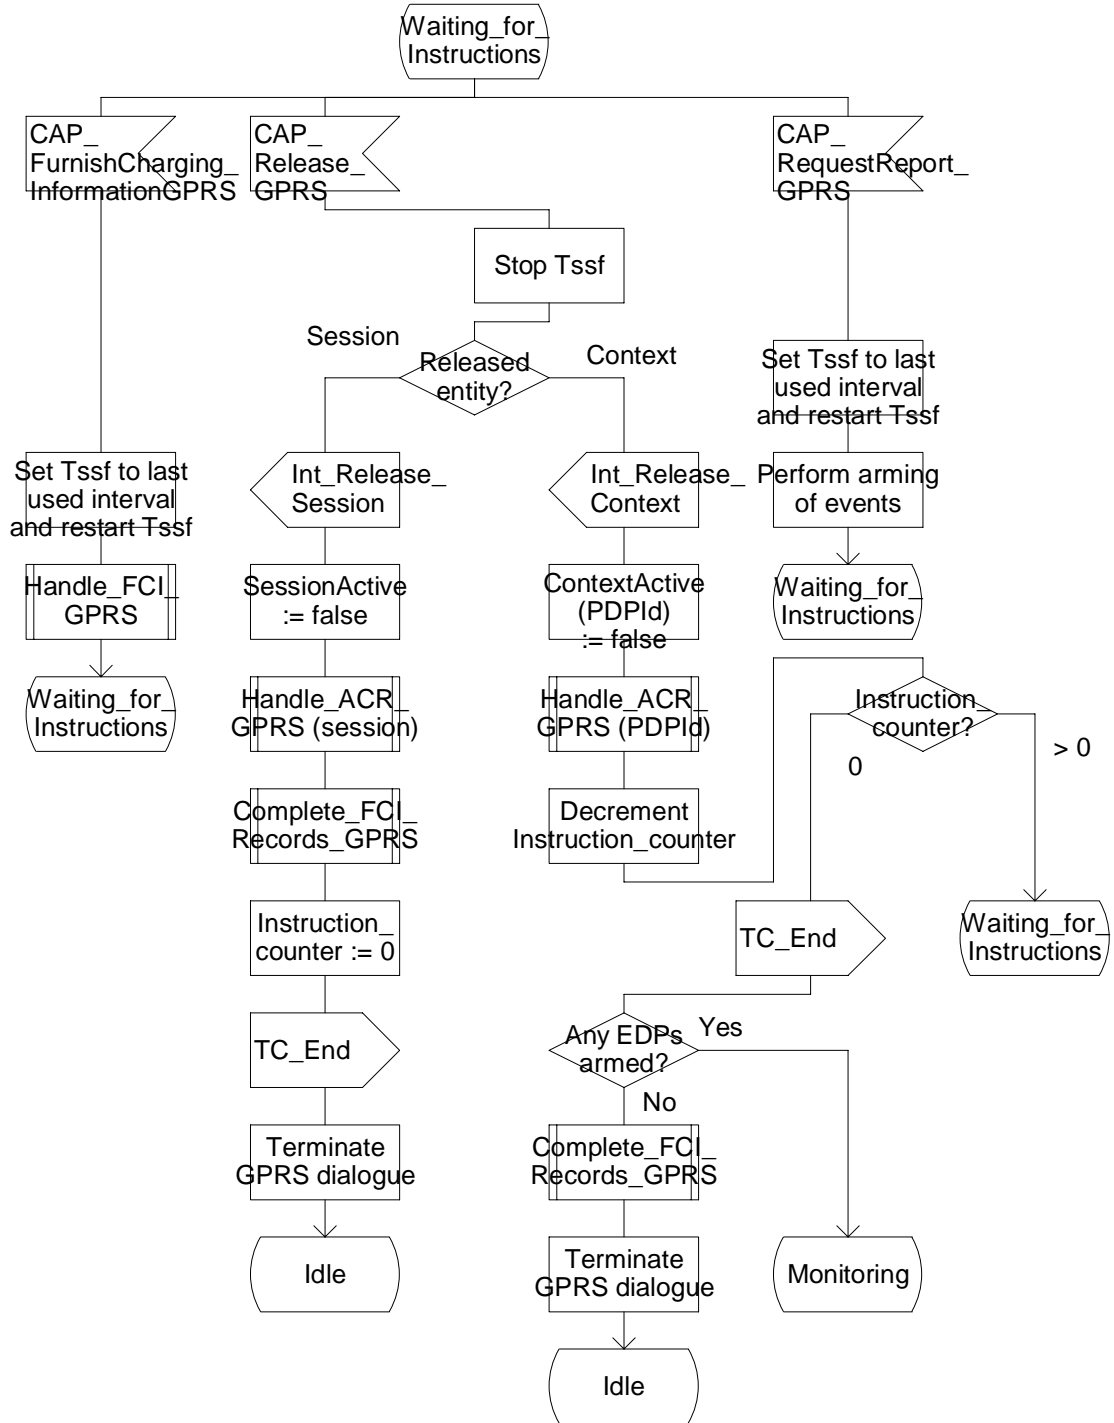 Waiting_for_
Instructions
CAP_
FurnishCharging_
InformationGPRS
CAP_
Release_
GPRS
CAP_
RequestReport_
GPRS
Stop Tssf
Session
Released
entity?
Context
Set Tssf to last
used interval
and restart Tssf
Set Tssf to last
used interval
and restart Tssf
Int_Release_
Session
Int_Release_
Context
Perform arming
of events
Handle_FCI_
GPRS
SessionActive
:= false
ContextActive
(PDPId)
:= false
Waiting_for_
Instructions
Waiting_for_
Instructions
Handle_ACR_
GPRS (session)
Handle_ACR_
GPRS (PDPId)
Instruction_
counter?
0
> 0
Complete_FCI_
Records_GPRS
Decrement
Instruction_counter
Instruction_
counter := 0
TC_End
Waiting_for_
Instructions
TC_End
Any EDPs
armed?
Yes
No
Terminate
GPRS dialogue
Complete_FCI_
Records_GPRS
Idle
Terminate
GPRS dialogue
Monitoring
Idle